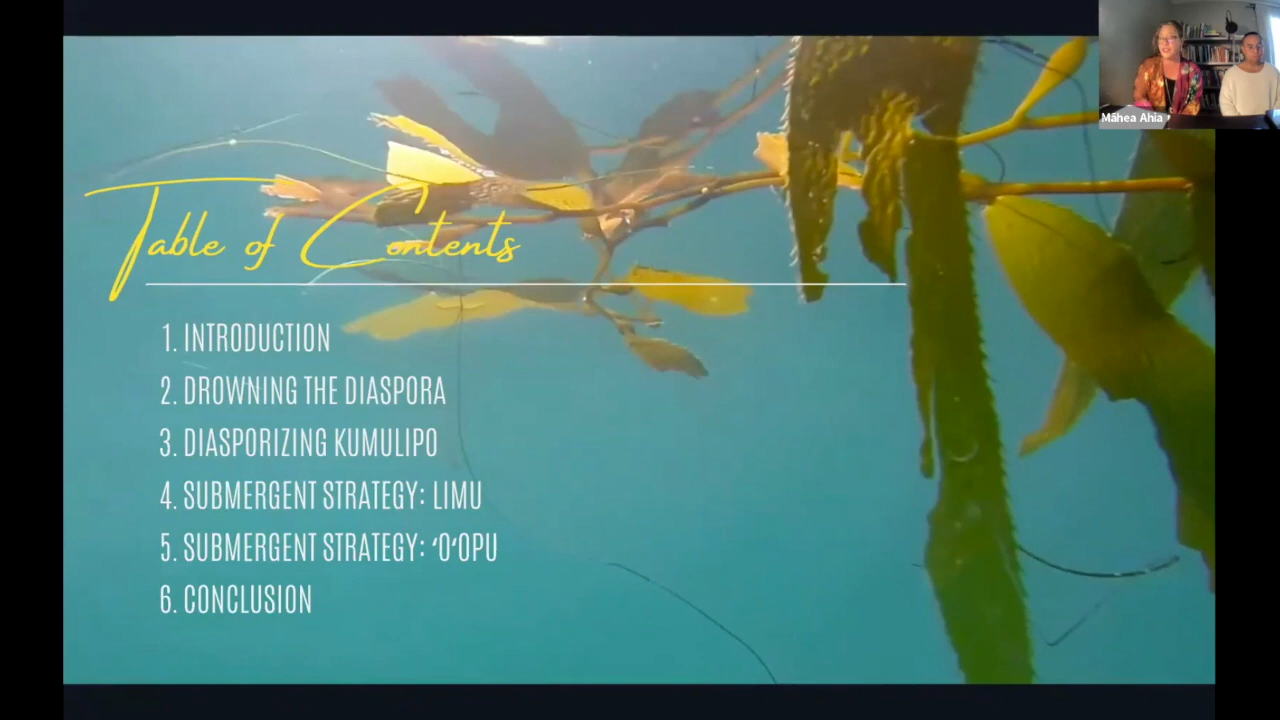 Māhea Ahia
Table of Contents
1. INTRODUCTION
2. DROWNING THE DIASPORA
3. DIASPORIZING KUMULIPO
4. SUBMERGENT STRATEGY: LIMU
5. SUBMERGENT STRATEGY: ʻOʻOPU
6. CONCLUSION